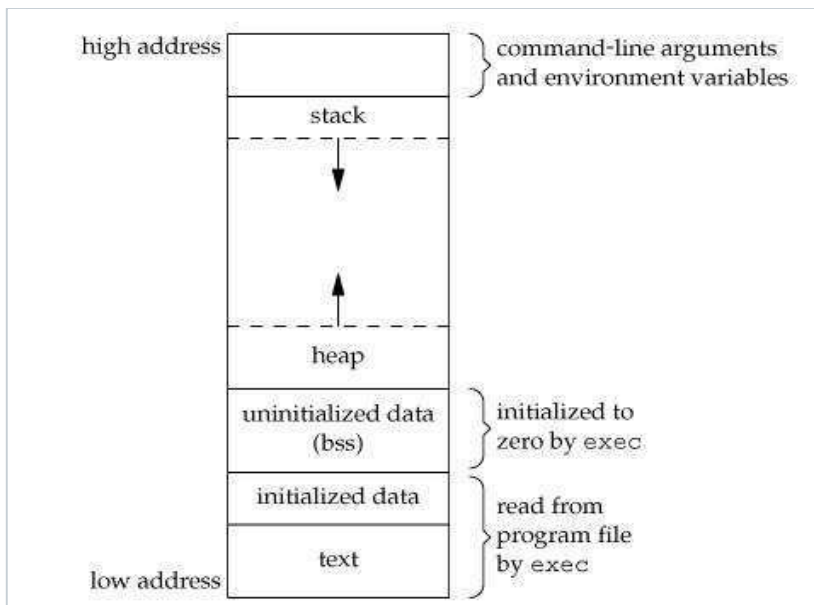 high address
command-line arguments
and environment variables
stack
heap
uninitialized data
(bss)
initialized to
zero by exec
initialized data
read from
program file
by exec
text
low address